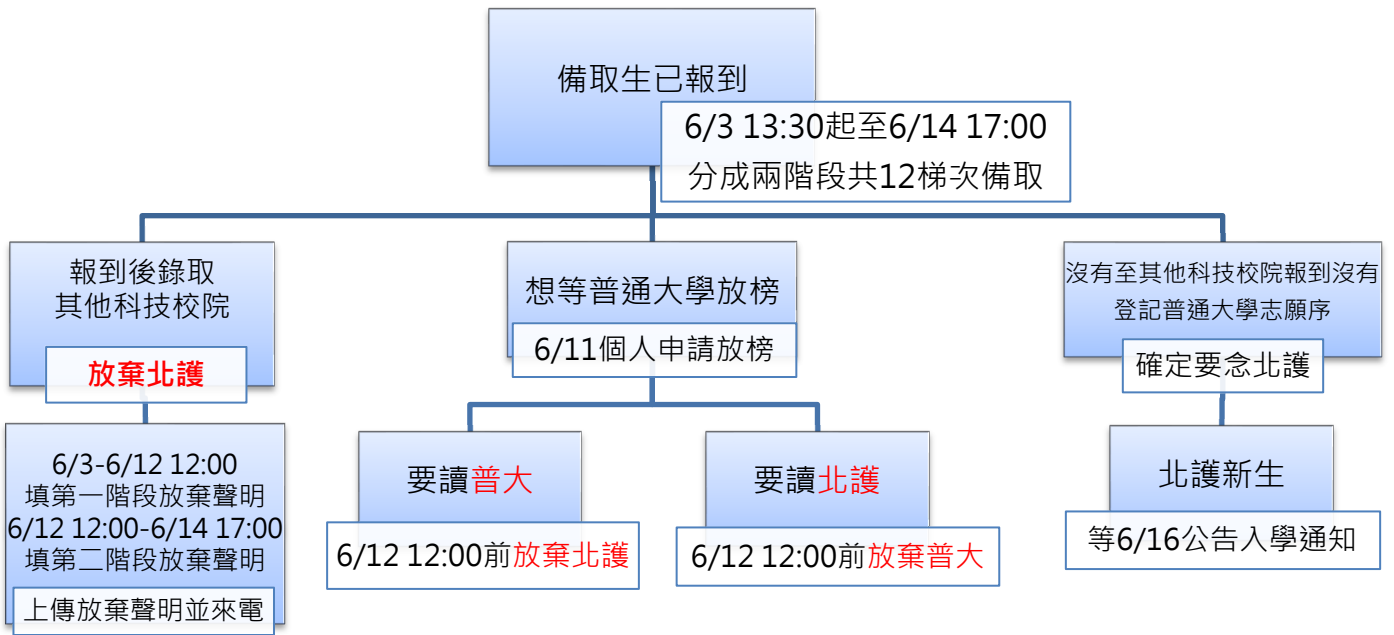 備取生已報到
6/3 13:30起至6/14 17:00
分成兩階段共12梯次備取
報到後錄取
其他科技校院
放棄北護
6/3-6/12 12:00
填第一階段放棄聲明
6/12 12:00-6/14 17:00
填第二階段放棄聲明
上傳放棄聲明並來電
想等普通大學放榜
6/11個人申請放榜
要讀普大
6/12 12:00前放棄北護
要讀北護
6/12 12:00前放棄普大
沒有至其他科技校院報到沒有
登記普通大學志願序
確定要念北護
北護新生
等6/16公告入學通知